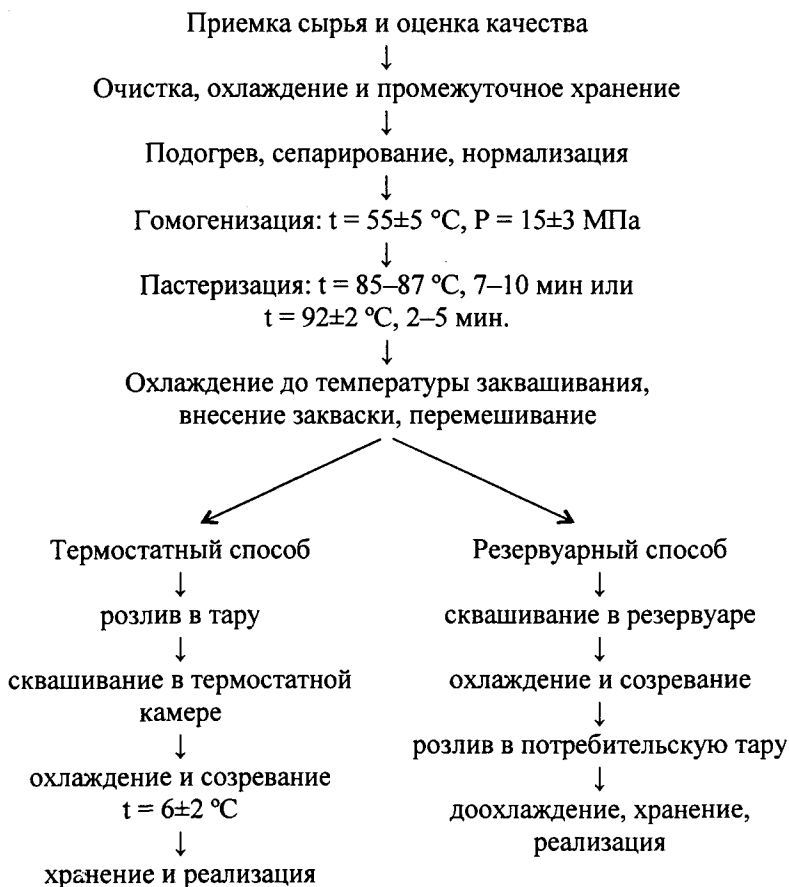 Приемка сырья и оценка качества
Очистка, охлаждение и промежуточное хранение
Подогрев, сепарирование, нормализация
Гомогенизация: t = 55±5 °С, Р = 15±3 МПа
Пастеризация: t = 85–87 °С, 7–10 мин или
t = 92±2 °С, 2–5 мин.
Охлаждение до температуры заквашивания,
внесение закваски, перемешивание
Термостатный способ
розлив в тару
сквашивание в термостатной
камере
охлаждение и созревание
t = 6±2 °С
хранение и реализация
Резервуарный способ
сквашивание в резервуаре
охлаждение и созревание
розлив в потребительскую тару
доохлаждение, хранение,
реализация